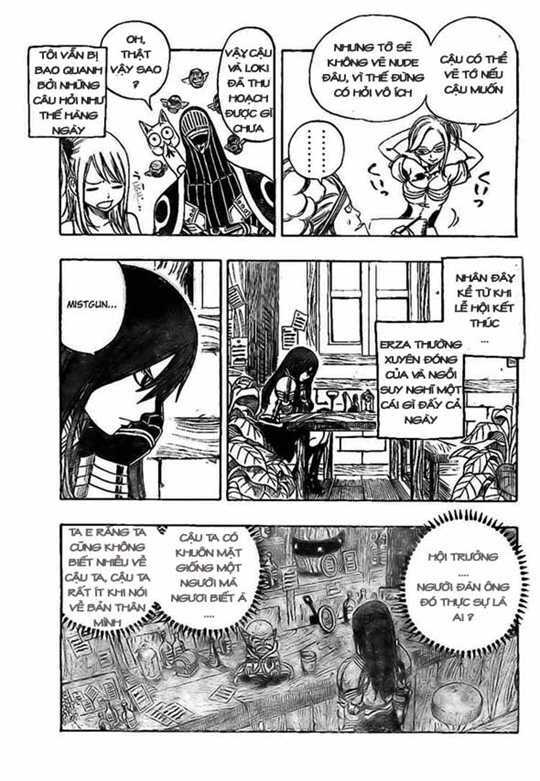 TÔI VẪN BỊ
BAO QUANH
BỞI NHỮNG
CÂU HỎI NHƯ
THẾ HÀNG
NGÀY
OH,
THẬT
VẬY SAO
?
VẬY CẬU
VÀ LOKI
ĐÃ THU
HOẠCH
ĐƯỢC GÌ
CHƯA
NHƯNG TỚ SẼ
KHÔNG VẼ NUDE
ĐÂU, VÌ THẾ ĐỪNG
CÓ HỎI VÔ ÍCH
CẬU CÓ THỂ
VẼ TỚ NẾU
CẬU MUỐN
くいっ
くいっ
MISTGUN...
NHÂN ĐÂY
KỂ TỪ KHI
LỄ HỘI KẾT
THÚC
...
ERZA THƯỜNG
XUYÊN ĐÓNG
CỦA VÀ NGỒI
SUY NGHĨ MỘT
CÁI GÌ ĐẤY CẢ
NGÀY
TA E RẰNG TA
CŨNG KHÔNG
BIẾT NHIỀU VỀ
CẬU TA, CẬU TA
RẤT ÍT KHI NÓI
VỀ BẢN THÂN
MÌNH
CẬU TA CÓ
KHUÔN MẶT
GIỐNG MỘT
NGƯỜI MÀ
NGƯƠI BIẾT À
....
HỘI TRƯỞNG
....
NGƯỜI ĐÀN ÔNG
ĐÓ THỰC SỰ LÀ
AI ?